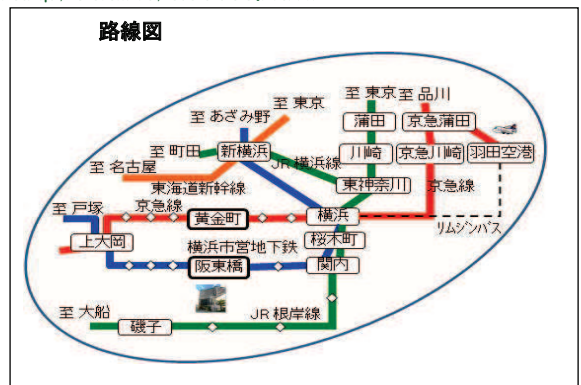 路線図
至 あざみ野
至 東京
至 東京
至 品川
蒲田
京急蒲田
至 町田
新横浜
JR横浜線
川崎
京急川崎
羽田空港
至 名古屋
東海道新幹線
東神奈川
京急線
至 戸塚
京急線
黄金町
横浜
リムジンバス
上大岡
横浜市営地下鉄
桜木町
阪東橋
関内
至 大船
JR根岸線
磯子